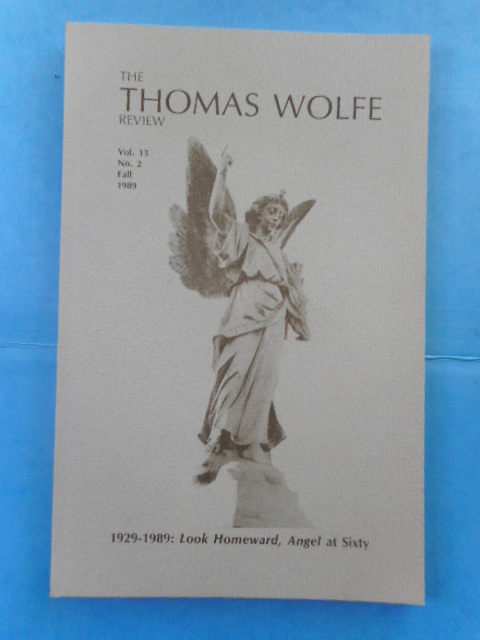 THE
THOMAS WOLFE
REVIEW
Vol. 13
No. 2
Fall
1989
1929-1989: Look Homeward, Angel at Sixty